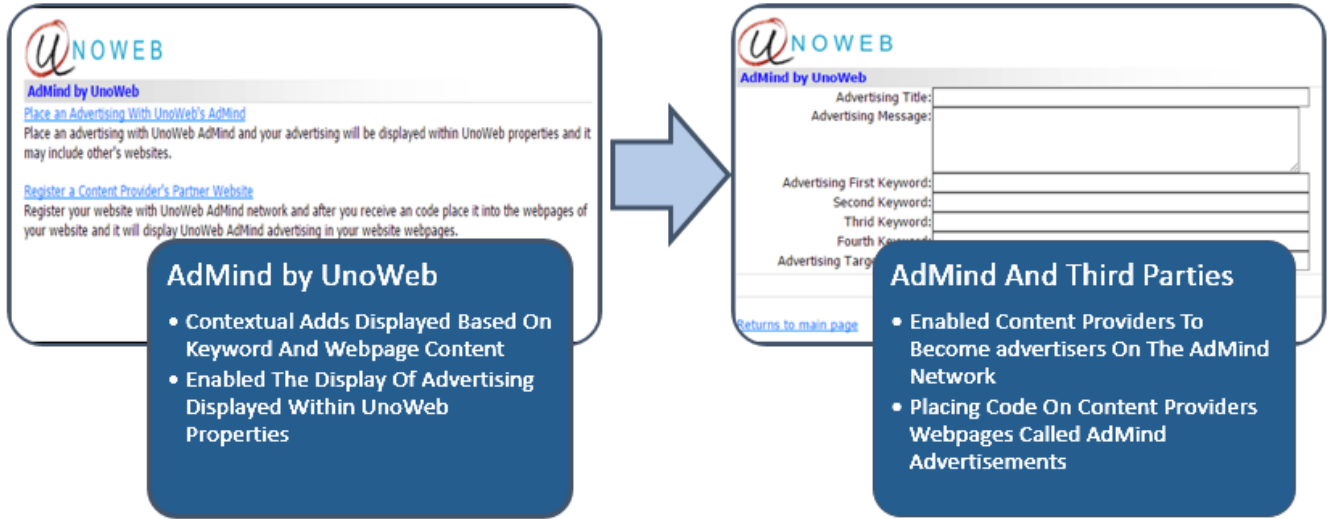 UNOWEB
AdMind by UnoWeb
Place an Advertising With UnoWeb's AdMind
Place an advertising with UnoWeb AdMind and your advertising will be displayed within UnoWeb properties and it
may include other's websites.
Register a Content Provider's Partner Website
Register your website with UnoWeb AdMind network and after you receive an code place it into the webpages of
your website and it will display UnoWeb AdMind advertising in your website webpages.
AdMind by UnoWeb
• Contextual Adds Displayed Based On
Keyword And Webpage Content
• Enabled The Display Of Advertising
Displayed Within UnoWeb
Properties
UNOWEB
AdMind by UnoWeb
Advertising Title:
Advertising Message:
Advertising First Keyword:
Second Keyword:
Thrid Keyword:
Fourth
Advertising
Returns to main page
AdMind And Third Parties
• Enabled Content Providers To
Become advertisers On The AdMind
Network
• Placing Code On Content Providers
Webpages Called AdMind
Advertisements